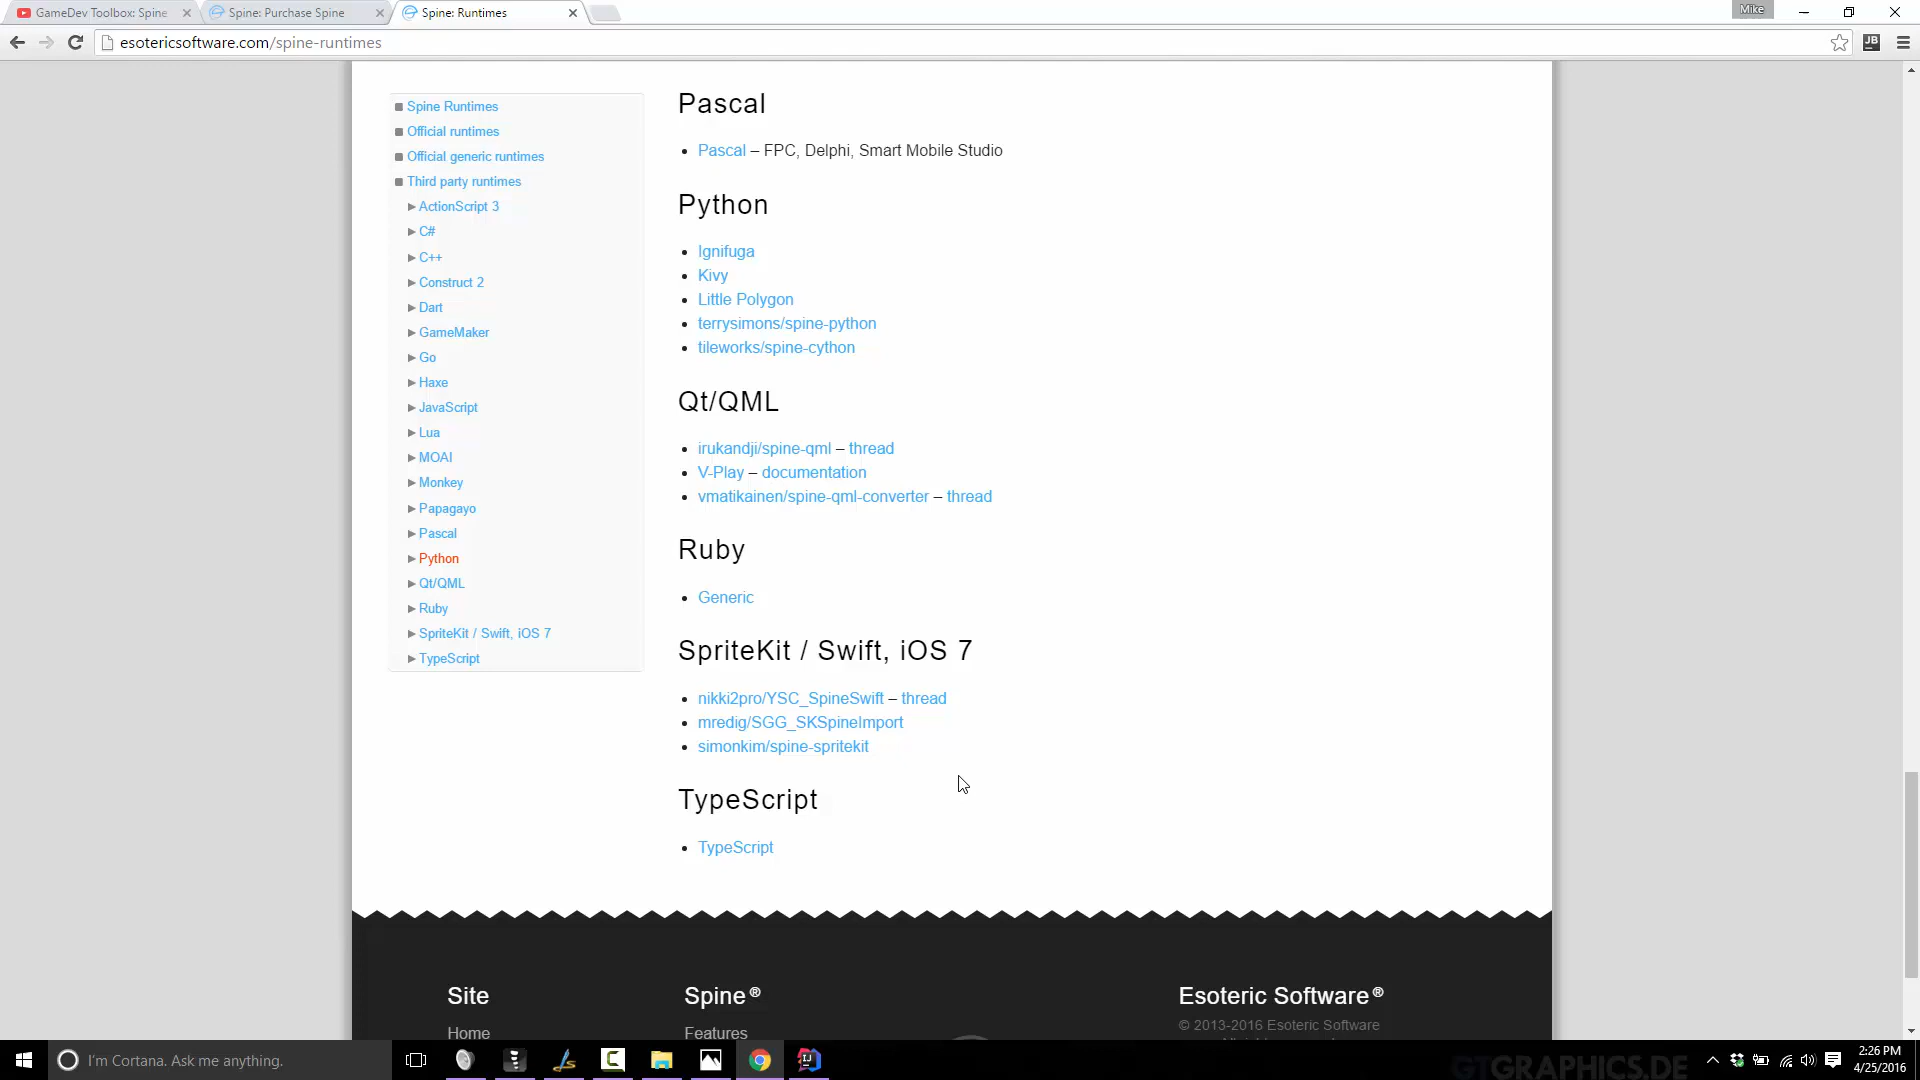 GameDev Toolbox: Spine
Spine: Purchase Spine
Spine: Runtimes
Mike
esotericsoftware.com/spine-runtimes
JB
Spine Runtimes
Official runtimes
Official generic runtimes
Third party runtimes
ActionScript 3
C#
C++
Construct 2
Dart
GameMaker
Go
Haxe
JavaScript
Lua
MOAI
Monkey
Papagayo
Pascal
Python
Qt/QML
Ruby
SpriteKit / Swift, iOS 7
TypeScript
Pascal
Pascal – FPC, Delphi, Smart Mobile Studio
Python
Ignifuga
Kivy
Little Polygon
terrysimons/spine-python
tileworks/spine-cython
Qt/QML
irukandji/spine-qml – thread
V-Play – documentation
vmatikainen/spine-qml-converter – thread
Ruby
Generic
SpriteKit / Swift, iOS 7
nikki2pro/YSC_SpineSwift – thread
mredig/SGG_SKSpineImport
simonkim/spine-spritekit
TypeScript
TypeScript
Site
Home
Spine®
Features
Esoteric Software®
© 2013-2016 Esoteric Software
I'm Cortana. Ask me anything.
GTGRAPHICS.DE
2:26 PM
4/25/2016